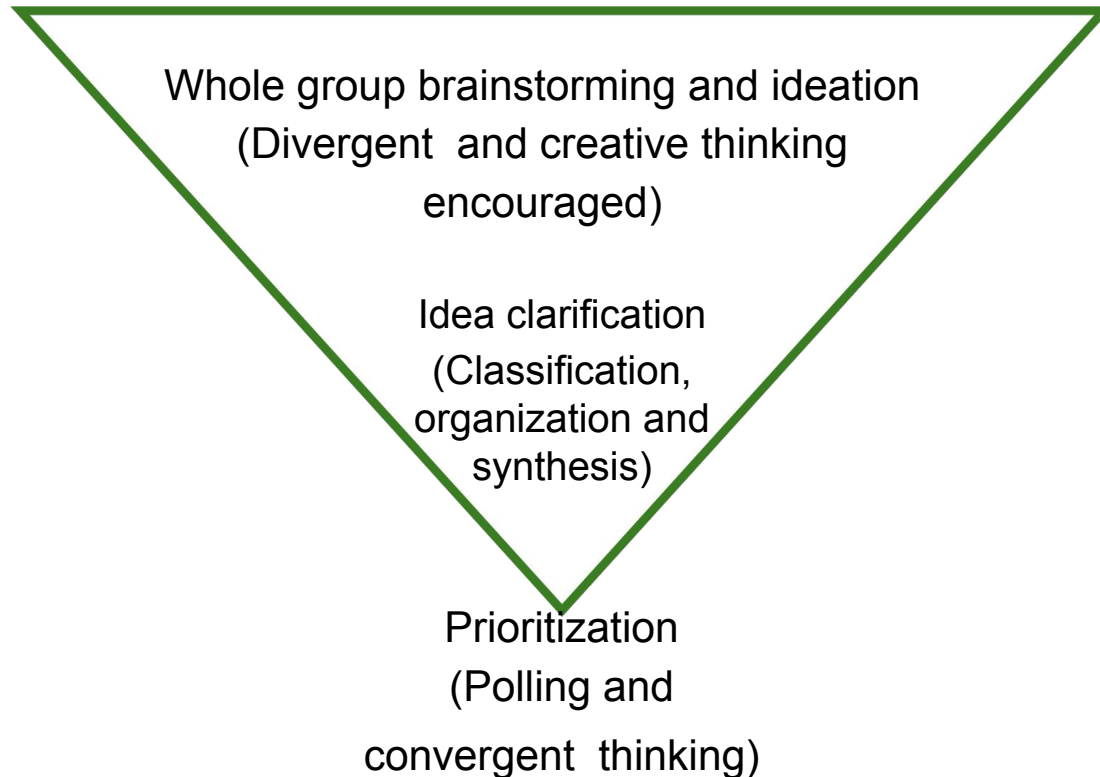 Whole group brainstorming and ideation
(Divergent  and creative thinking
encouraged)
Idea clarification
(Classification,
organization and
synthesis)
Prioritization
(Polling and
convergent  thinking)